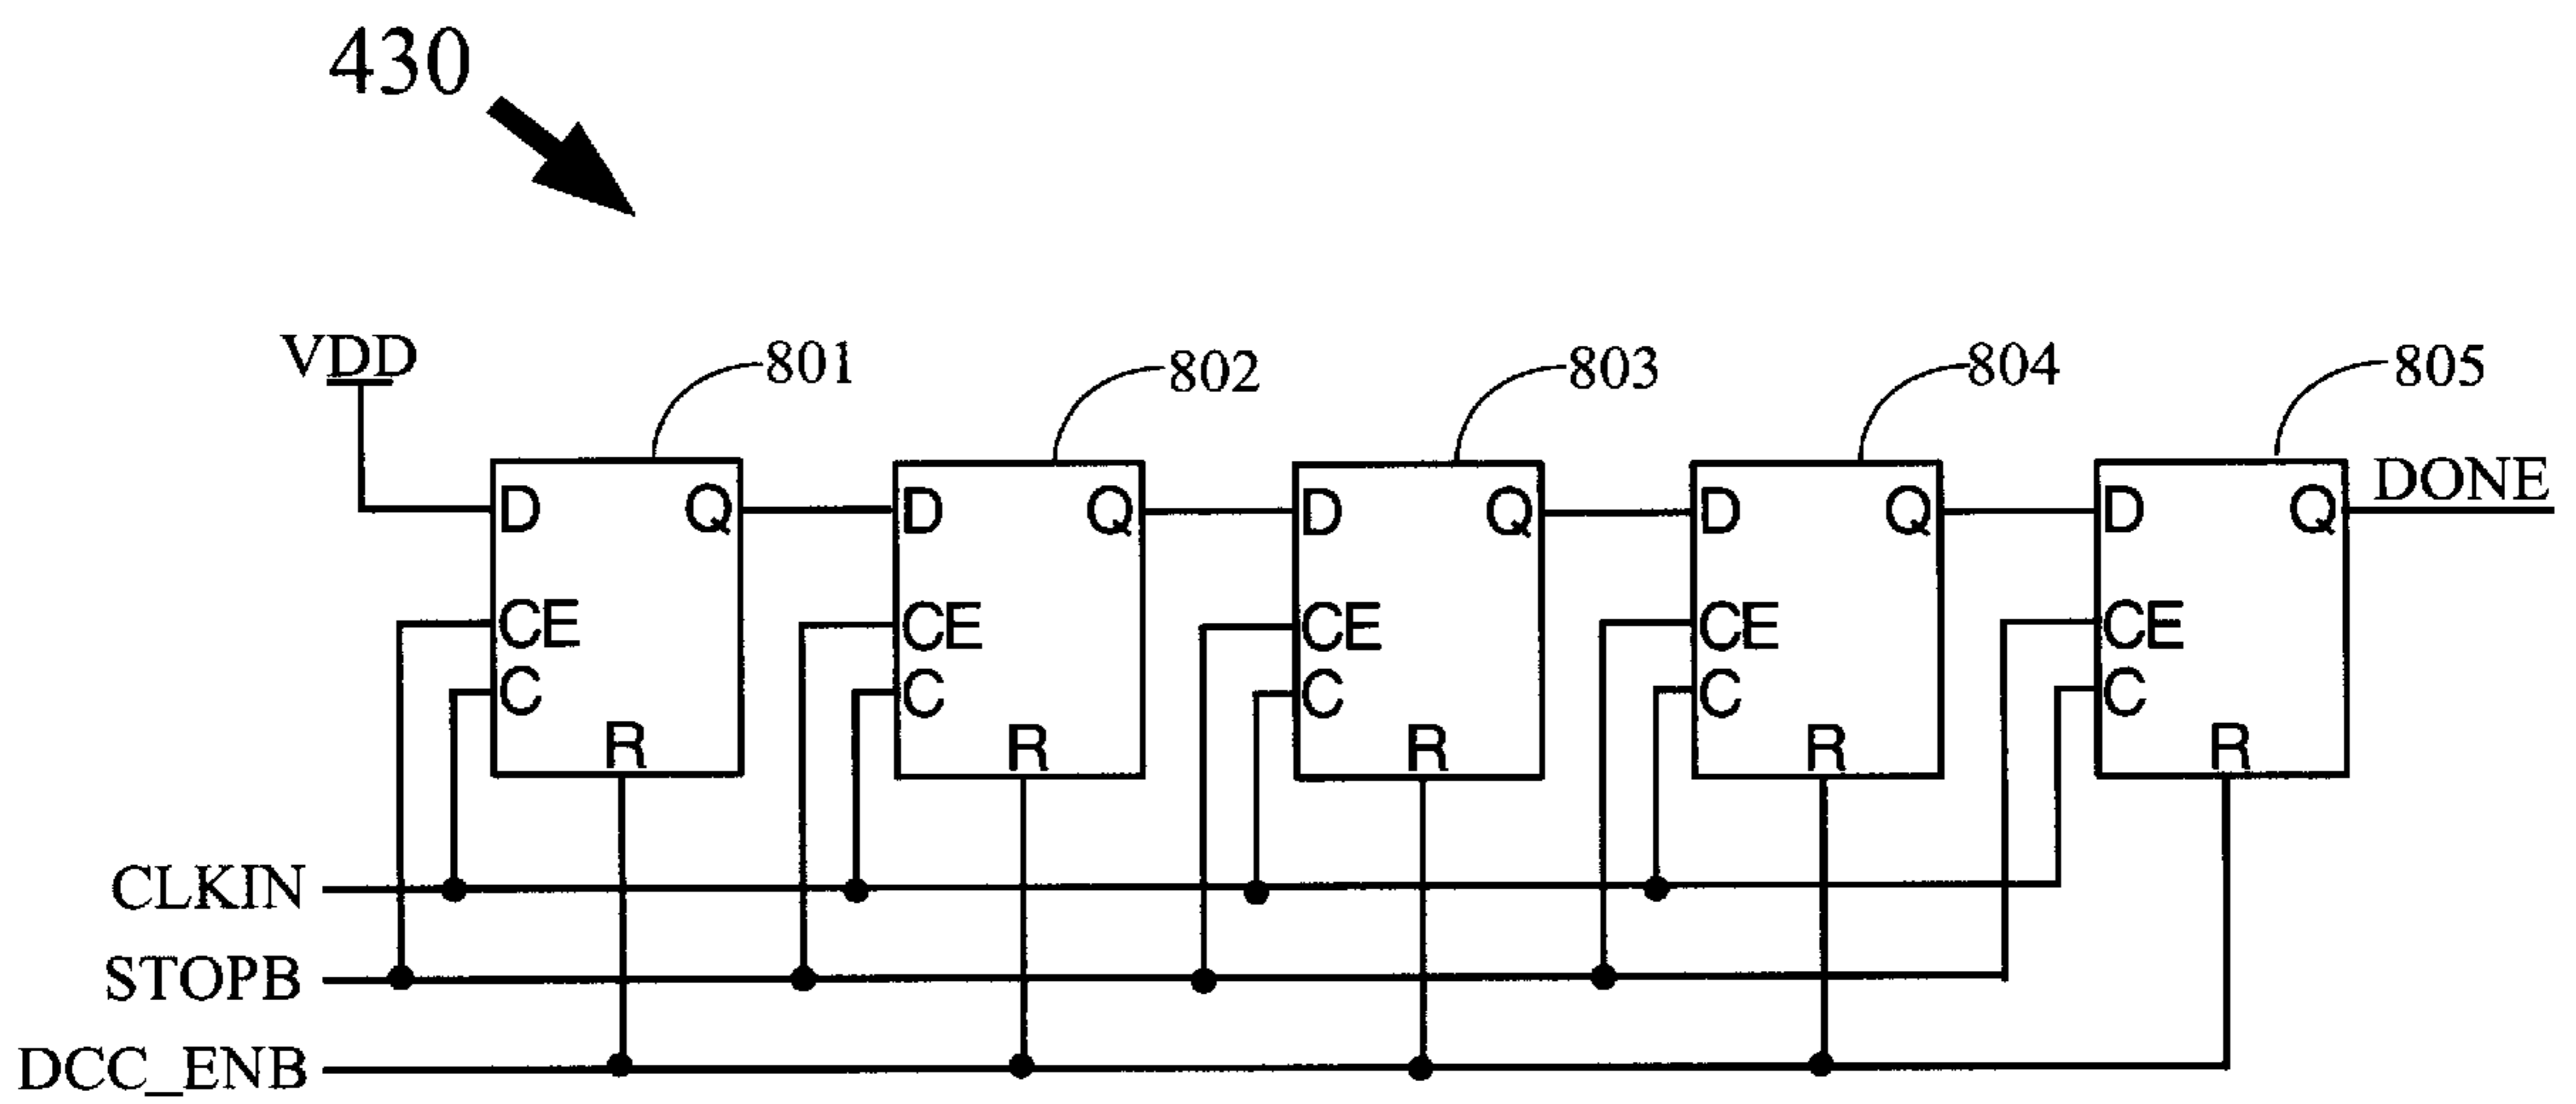 430
VDD
801
802
803
804
805
D Q D Q D Q D Q D Q DONE
CE CE CE CE CE
C C C C C
R R R R R
CLKIN
STOPB
DCC_ENB